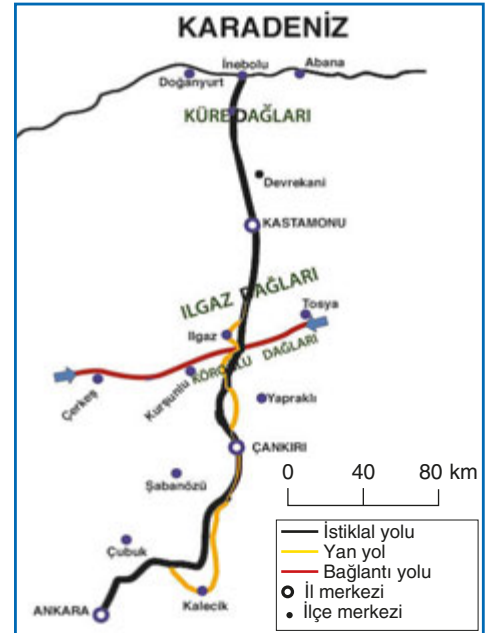 KARADENİZ
İnebolu
Abana
Doğanyurt
KÜRE DAĞLARI
Devrekani
KASTAMONU
ILGAZ DAĞLARI
Tosya
Ilgaz
KÖROĞLU DAĞLARI
Çerkeş
Kurşunlu
Yapraklı
ÇANKIRI
Şabanözü
0 40 80 km
Çubuk
Kalecik
ANKARA
İstiklal yolu
Yan yol
Bağlantı yolu
İl merkezi
İlçe merkezi